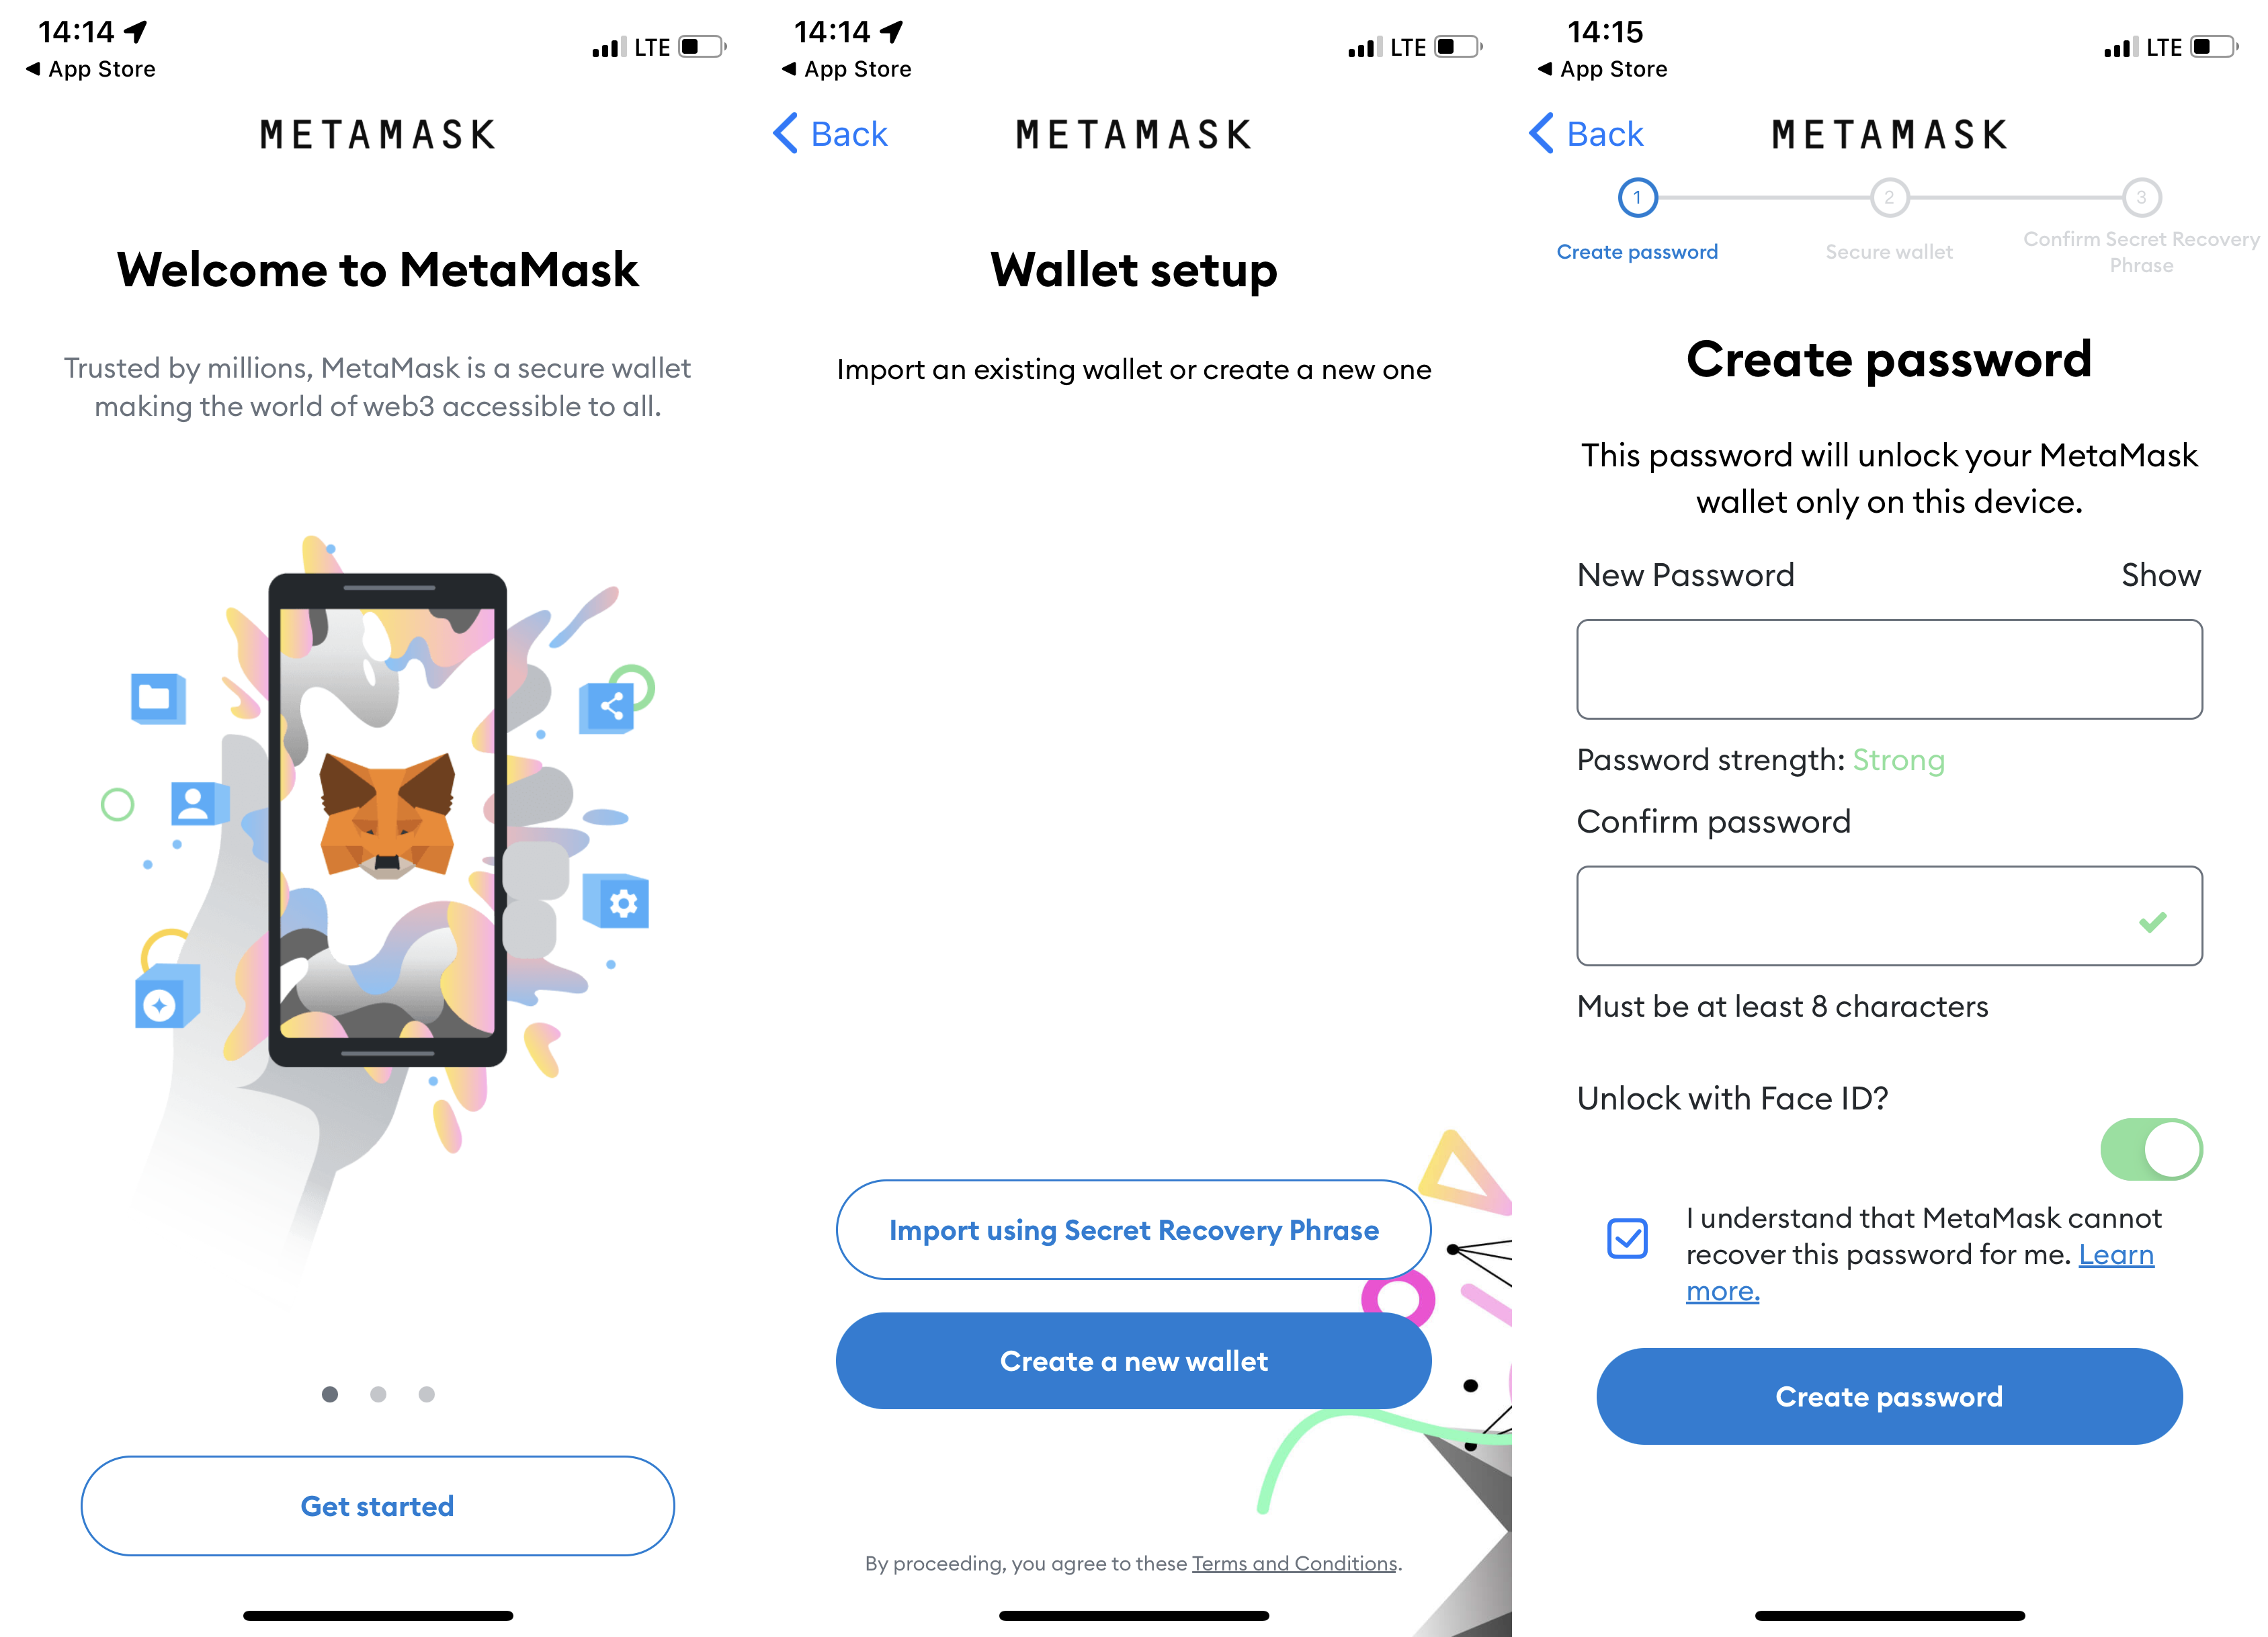 14:14
LTE
App Store
METAMASK
Welcome to MetaMask
Trusted by millions, MetaMask is a secure wallet
making the world of web3 accessible to all.
Get started
14:14
LTE
App Store
Back
METAMASK
Wallet setup
Import an existing wallet or create a new one
Import using Secret Recovery Phrase
Create a new wallet
By proceeding, you agree to these Terms and Conditions.
14:15
LTE
App Store
Back
METAMASK
1
2
3
Create password
Secure wallet
Confirm Secret Recovery
Phrase
Create password
This password will unlock your MetaMask
wallet only on this device.
New Password
Show
Password strength: Strong
Confirm password
Must be at least 8 characters
Unlock with Face ID?
I understand that MetaMask cannot
recover this password for me. Learn
more.
Create password